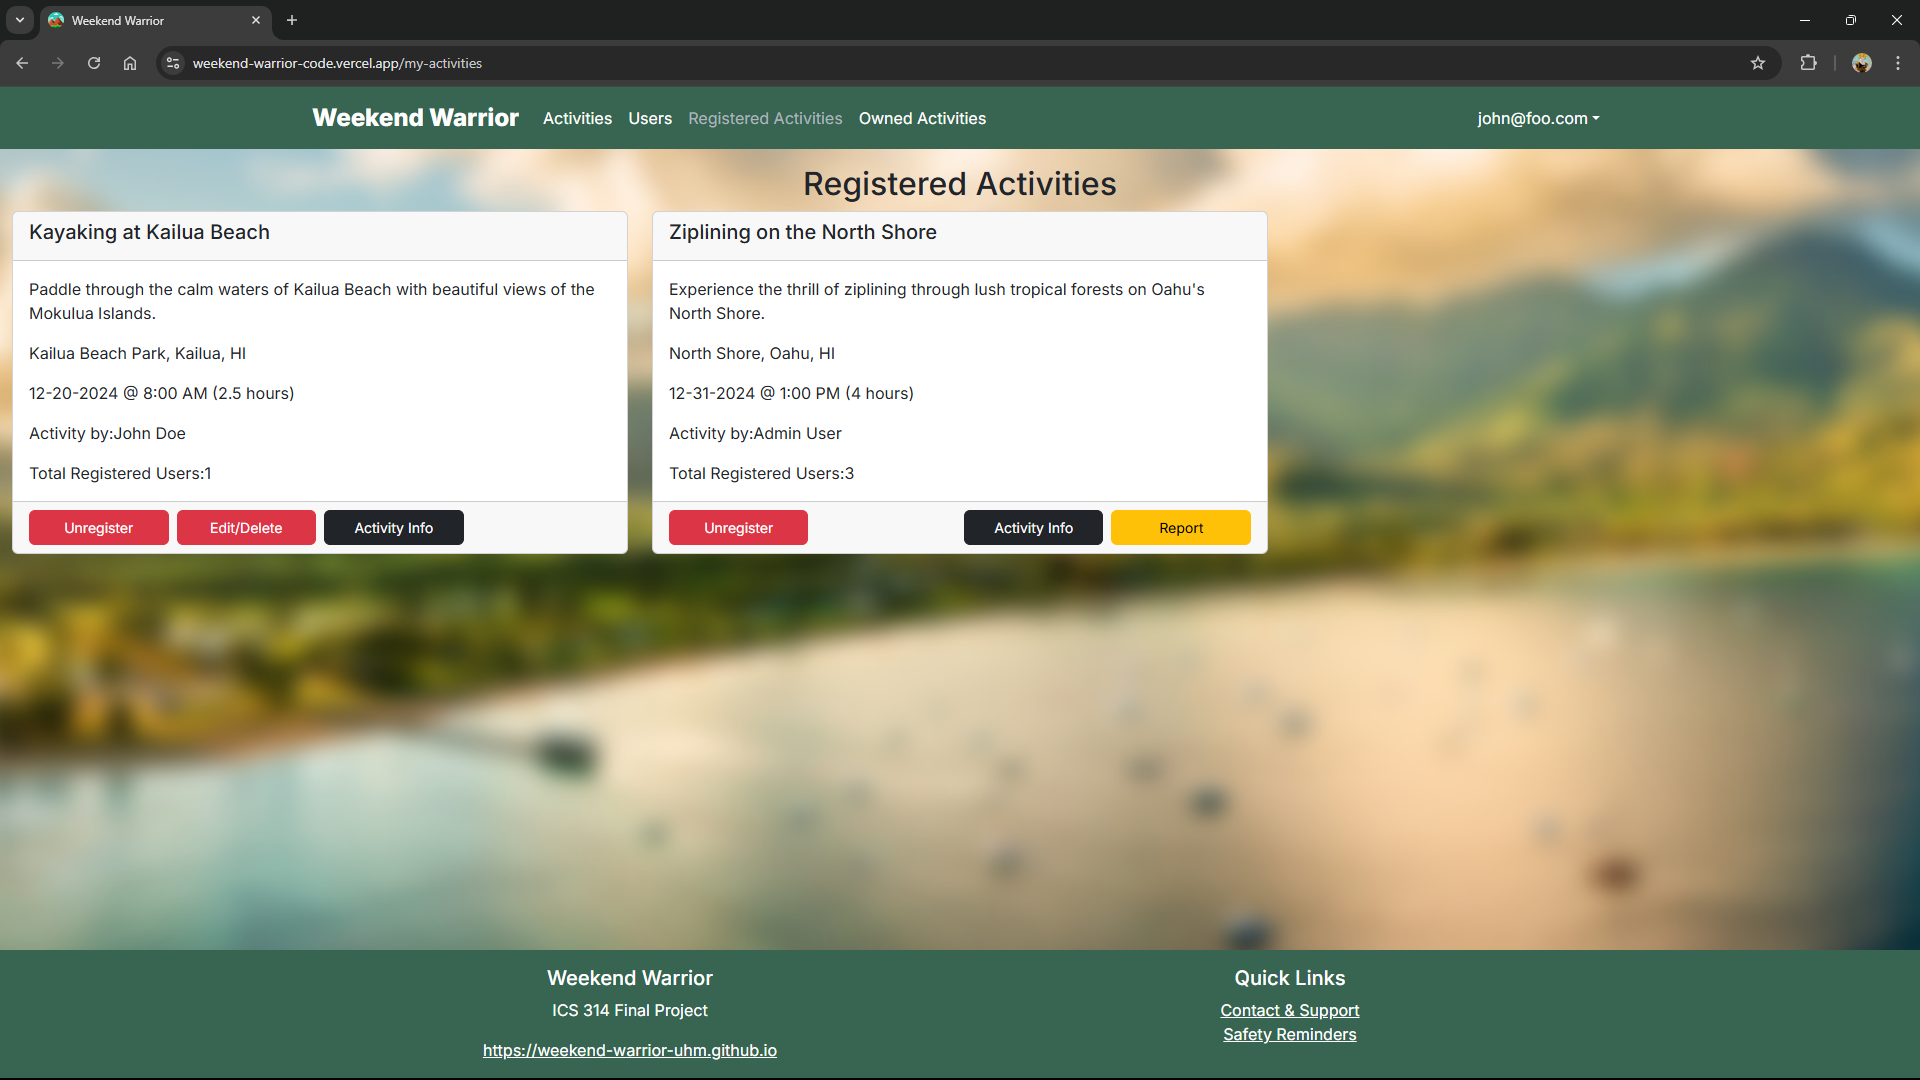 Weekend Warrior
weekend-warrior-code.vercel.app/my-activities
Weekend Warrior Activities Users Registered Activities Owned Activities john@foo.com
Registered Activities
Kayaking at Kailua Beach
Paddle through the calm waters of Kailua Beach with beautiful views of the
Mokulua Islands.
Kailua Beach Park, Kailua, HI
12-20-2024 @ 8:00 AM (2.5 hours)
Activity by:John Doe
Total Registered Users:1
Unregister Edit/Delete Activity Info
Ziplining on the North Shore
Experience the thrill of ziplining through lush tropical forests on Oahu's
North Shore.
North Shore, Oahu, HI
12-31-2024 @ 1:00 PM (4 hours)
Activity by:Admin User
Total Registered Users:3
Unregister Activity Info Report
Weekend Warrior
ICS 314 Final Project
https://weekend-warrior-uhm.github.io
Quick Links
Contact & Support
Safety Reminders